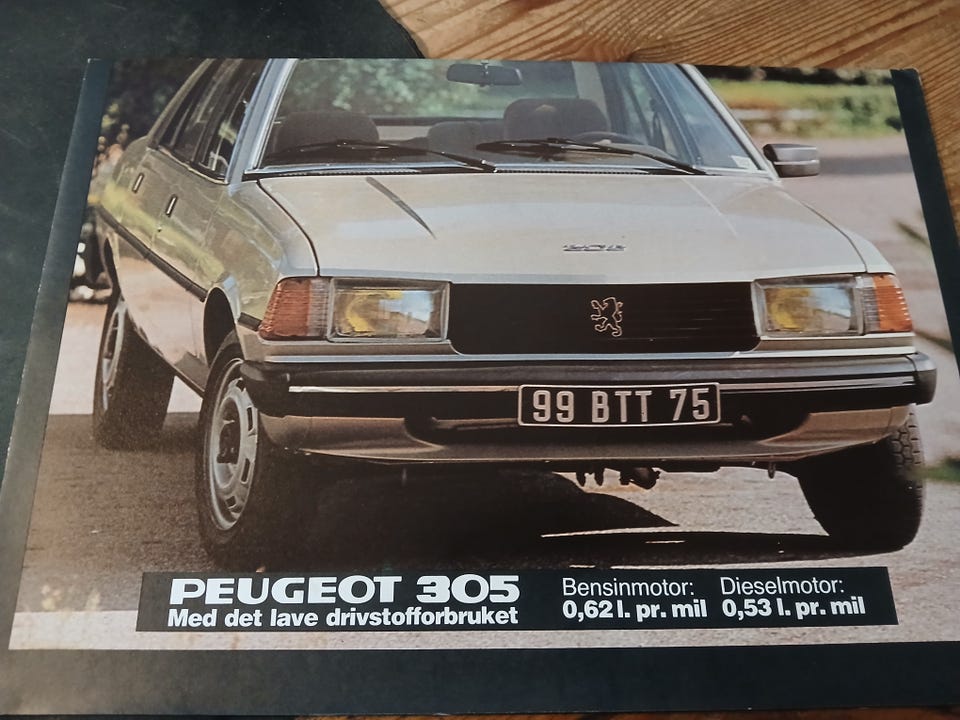 305
99 BTT 75
PEUGEOT 305
Med det lave drivstofforbruket
Bensinmotor:
0,62 l. pr. mil
Dieselmotor:
0,53 l. pr. mil